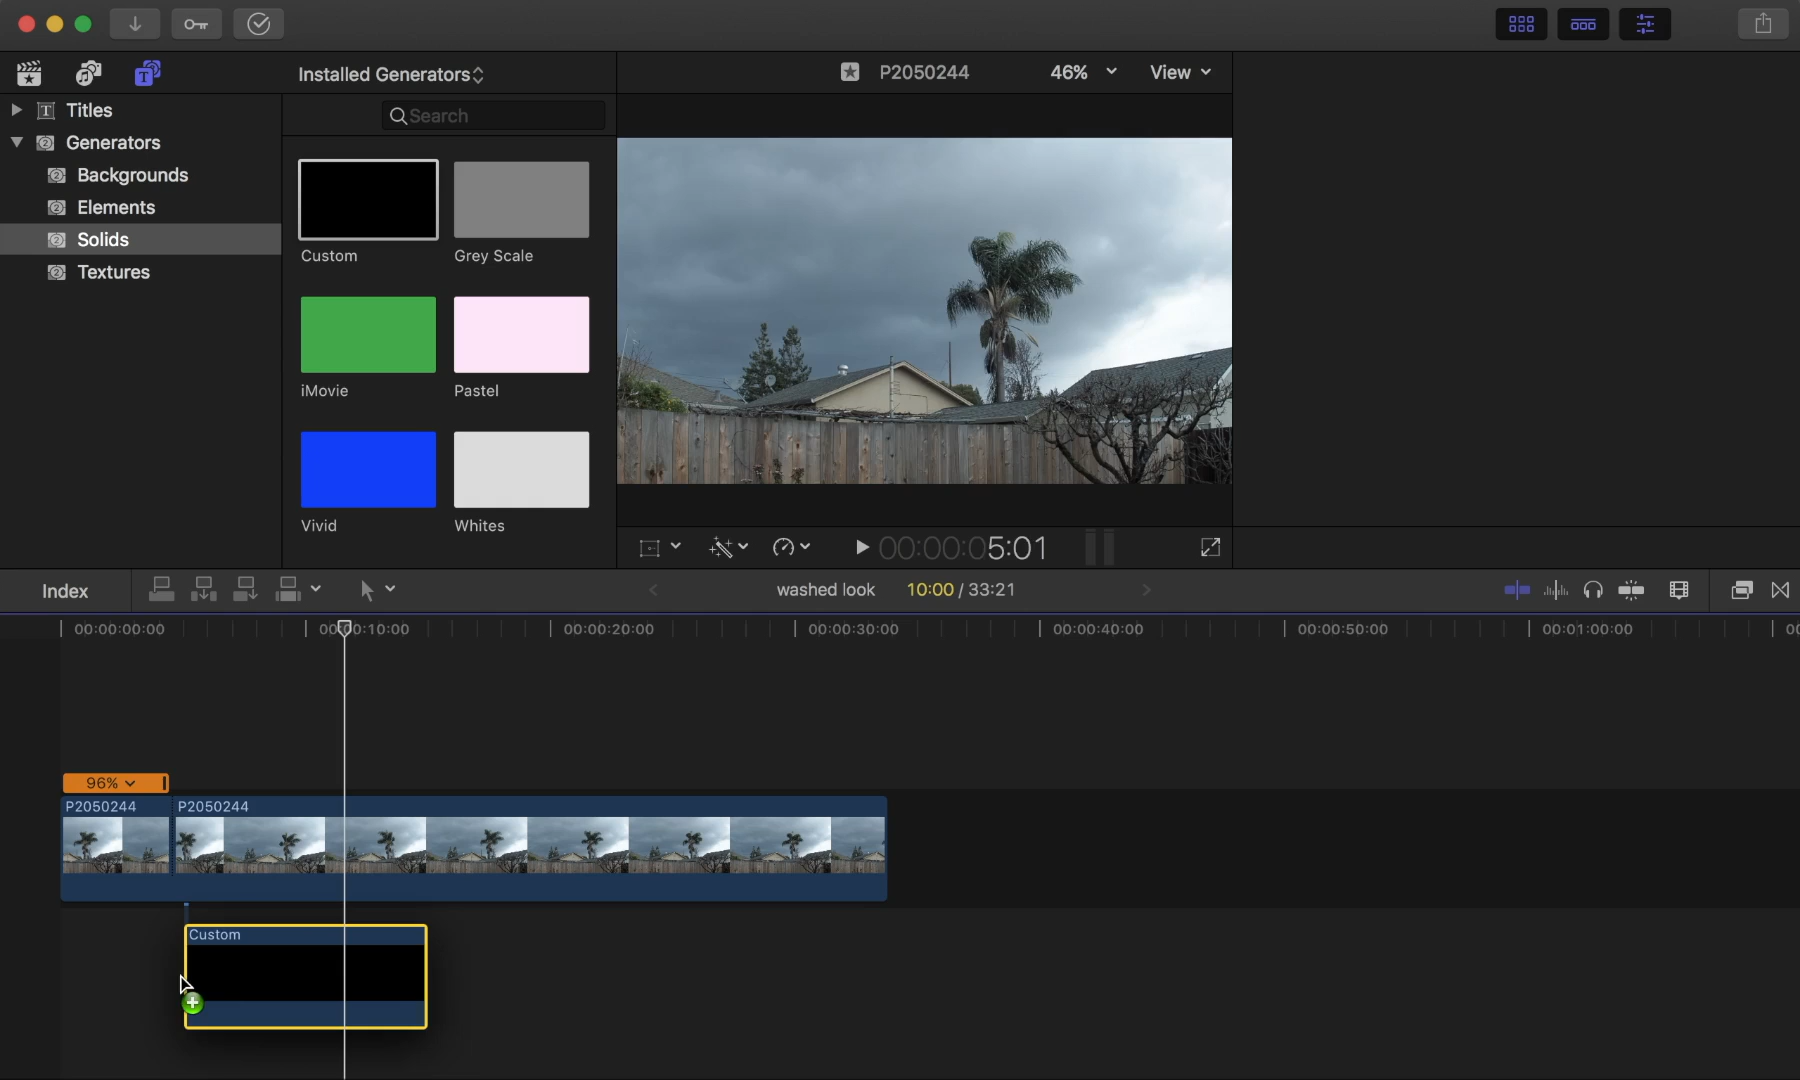 Installed Generators
P2050244
46%
View
Titles
Search
Generators
Backgrounds
Elements
Solids
Textures
Custom
Grey Scale
iMovie
Pastel
Vivid
Whites
00:00:05:01
Index
washed look
10:00 / 33:21
00:00:00:00
00:00:10:00
00:00:20:00
00:00:30:00
00:00:40:00
00:00:50:00
00:01:00:00
96%
P2050244
P2050244
Custom